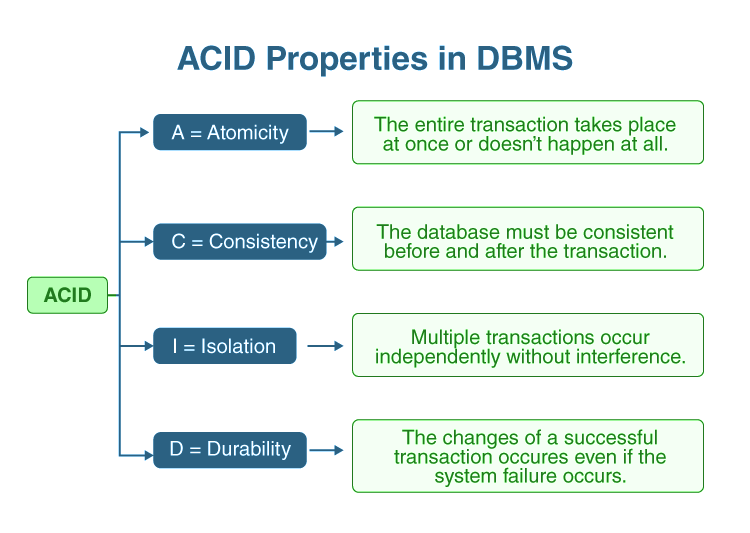 ACID Properties in DBMS
A = Atomicity
The entire transaction takes place
at once or doesn't happen at all.
C = Consistency
The database must be consistent
before and after the transaction.
ACID
I = Isolation
Multiple transactions occur
independently without interference.
D = Durability
The changes of a successful
transaction occures even if the
system failure occurs.